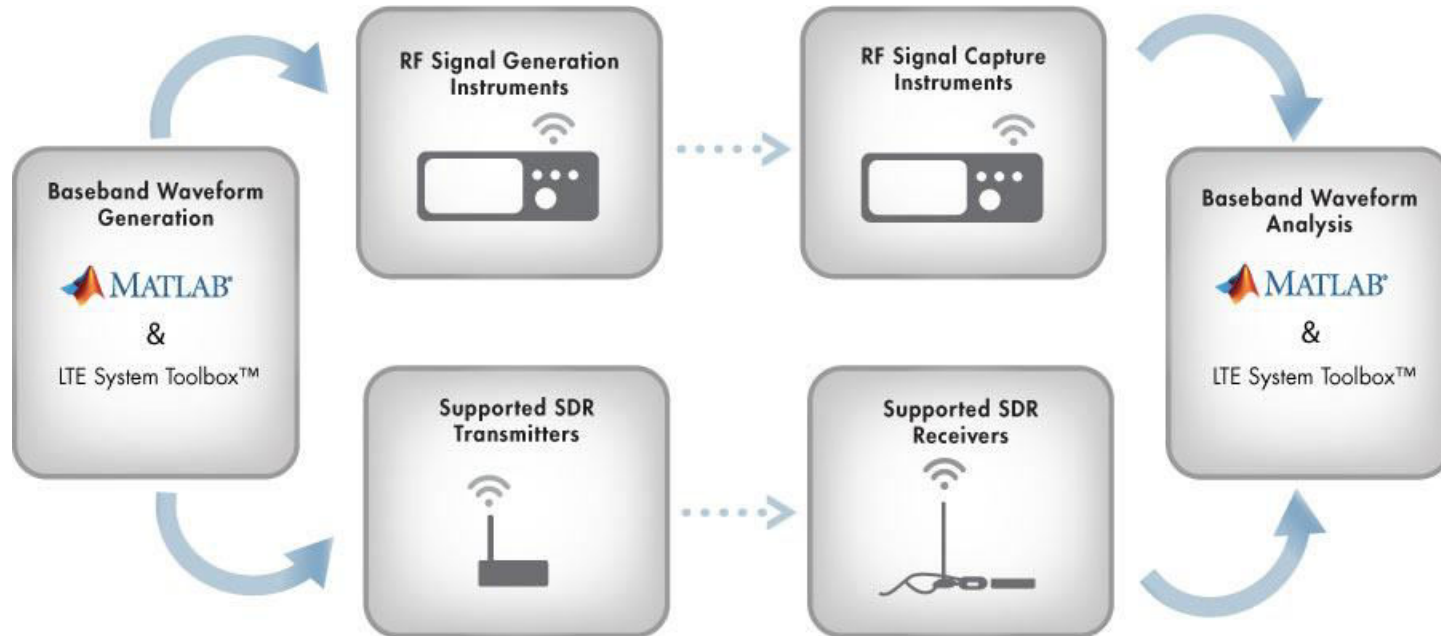 Baseband Waveform
Generation
MATLAB®
&
LTE System Toolbox™
RF Signal Generation
Instruments
RF Signal Capture
Instruments
Supported SDR
Transmitters
Supported SDR
Receivers
Baseband Waveform
Analysis
MATLAB®
&
LTE System Toolbox™